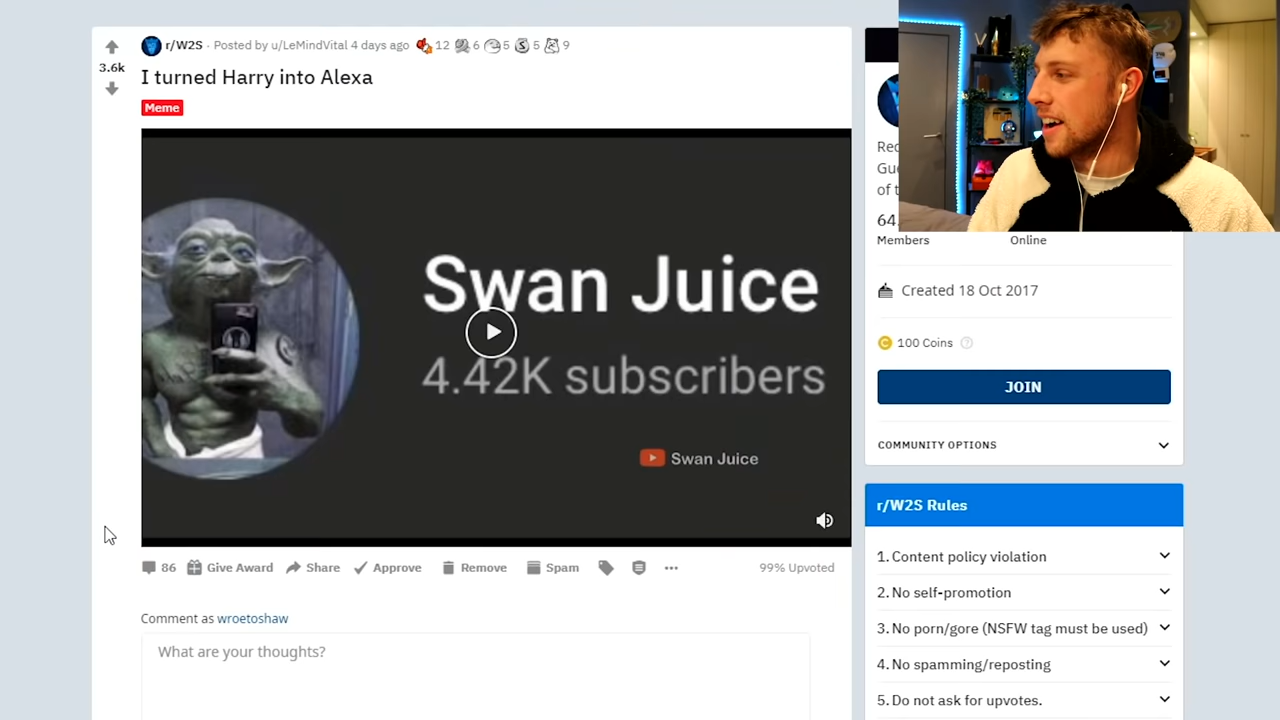 r/W2S · Posted by u/LeMindVital 4 days ago 12 6 5 5 9
3.6k
I turned Harry into Alexa
Meme
Swan Juice
4.42K subscribers
Swan Juice
86 Give Award Share Approve Remove Spam ... 99% Upvoted
Comment as wroetoshaw
What are your thoughts?
64.
Members Online
Created 18 Oct 2017
100 Coins
JOIN
COMMUNITY OPTIONS
r/W2S Rules
1. Content policy violation
2. No self-promotion
3. No porn/gore (NSFW tag must be used)
4. No spamming/reposting
5. Do not ask for upvotes.